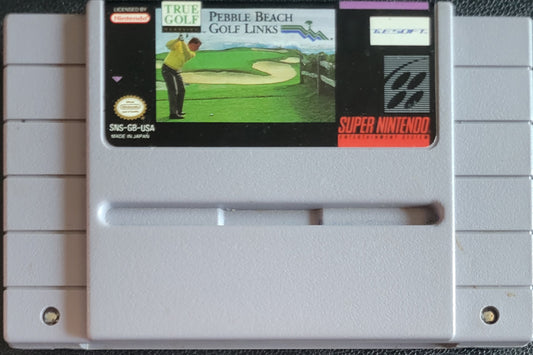 LICENSED BY
Nintendo
TRUE
GOLF
CLASSICS
PEBBLE BEACH
GOLF LINKS
T&ESOFT
SNS-GB-USA
MADE IN JAPAN
SUPER NINTENDO
ENTERTAINMENT SYSTEM